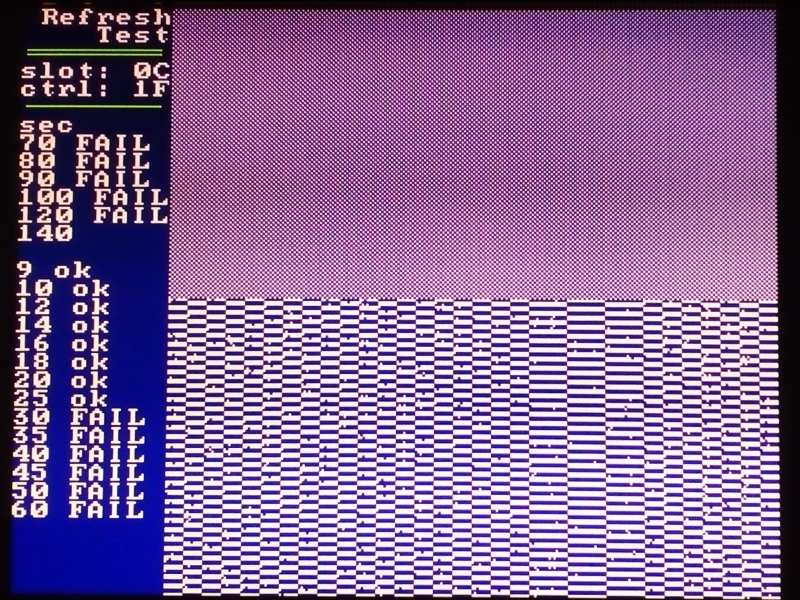 Refresh
Test
slot: 0C
ctrl: 1F
sec
70 FAIL
80 FAIL
90 FAIL
100 FAIL
120 FAIL
140
9 ok
10 ok
12 ok
14 ok
16 ok
18 ok
20 ok
25 ok
30 FAIL
35 FAIL
40 FAIL
45 FAIL
50 FAIL
60 FAIL